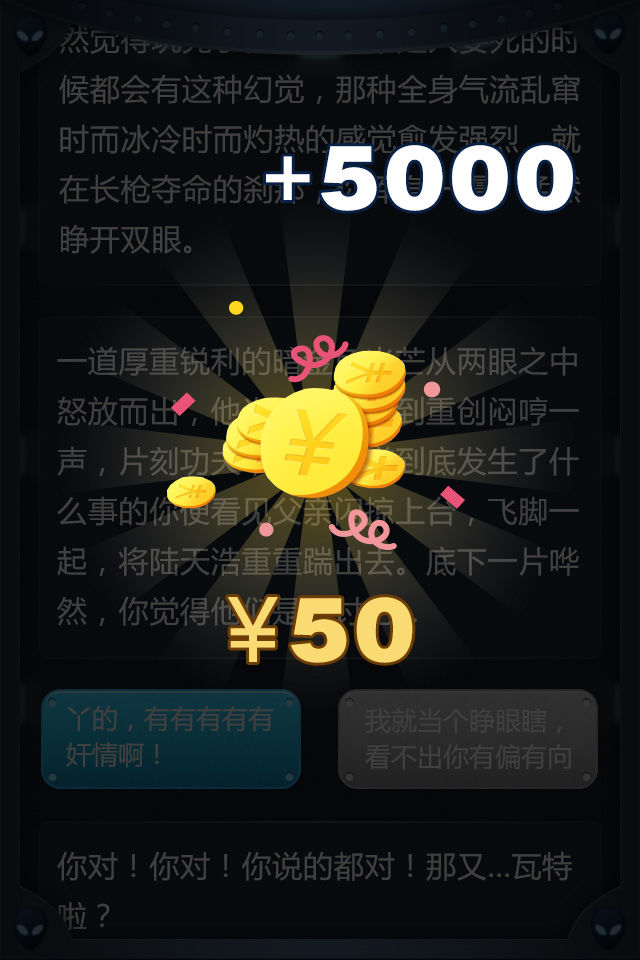 然觉得
死的时
候都会有这种幻觉，那种全身气流乱窜
时而冰冷时而灼热的感觉愈发强烈
就
+5000
在长枪夺命的刹那
睁开双眼。
一道厚重锐利的暗
芒从两眼之中
怒放而出，他
到重创闷哼一
声，片刻功夫
到底发生了什
么事的你便看见父亲闪
上台，飞脚一
起，将陆天浩重重踹出去。底下一片哗
然，你觉得他
¥
¥50
丫的，有有有有有
奸情啊！
我就当个睁眼瞎，
看不出你有偏有向
你对！你对！你说的都对！那又...瓦特
啦？